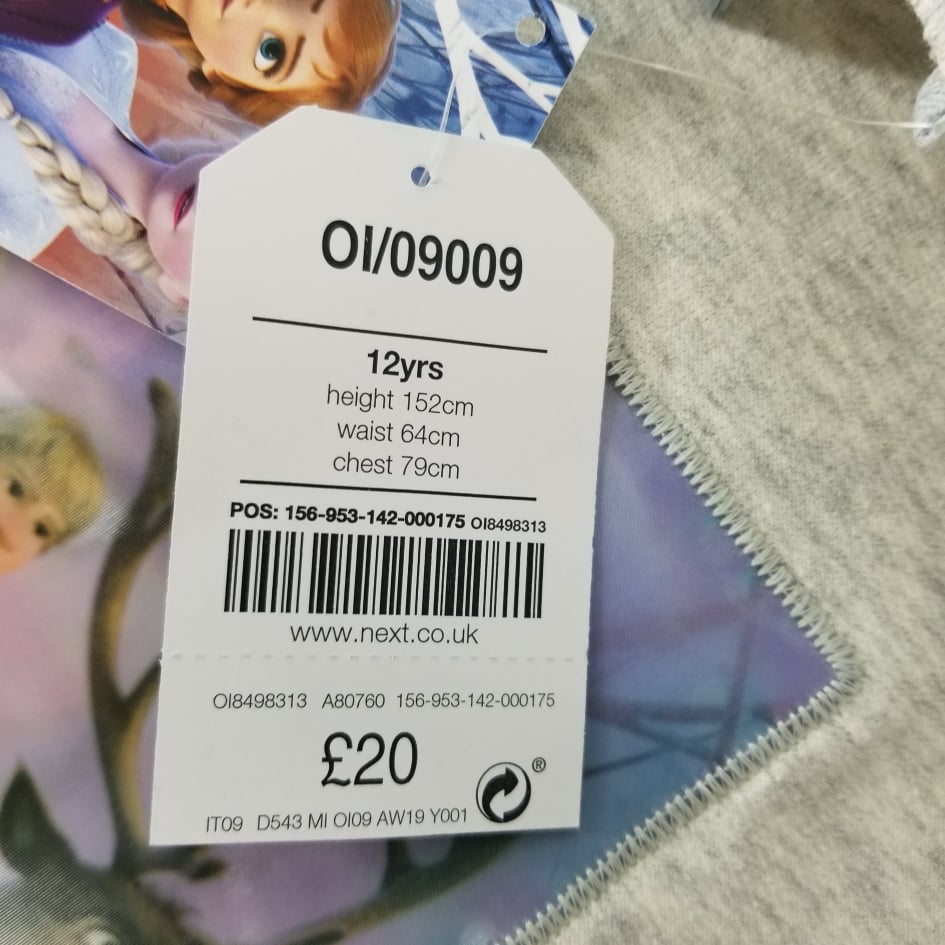 OI/09009
12yrs
height 152cm
waist 64cm
chest 79cm
POS: 156-953-142-000175 OI8498313
www.next.co.uk
OI8498313 A80760 156-953-142-000175
£20
®
IT09 D543 MI OI09 AW19 Y001